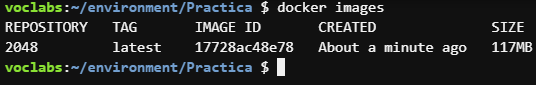 voclabs:~/environment/Practica $ docker images
REPOSITORY   TAG       IMAGE ID       CREATED              SIZE
2048         latest    17728ac48e78   About a minute ago   117MB
voclabs:~/environment/Practica $